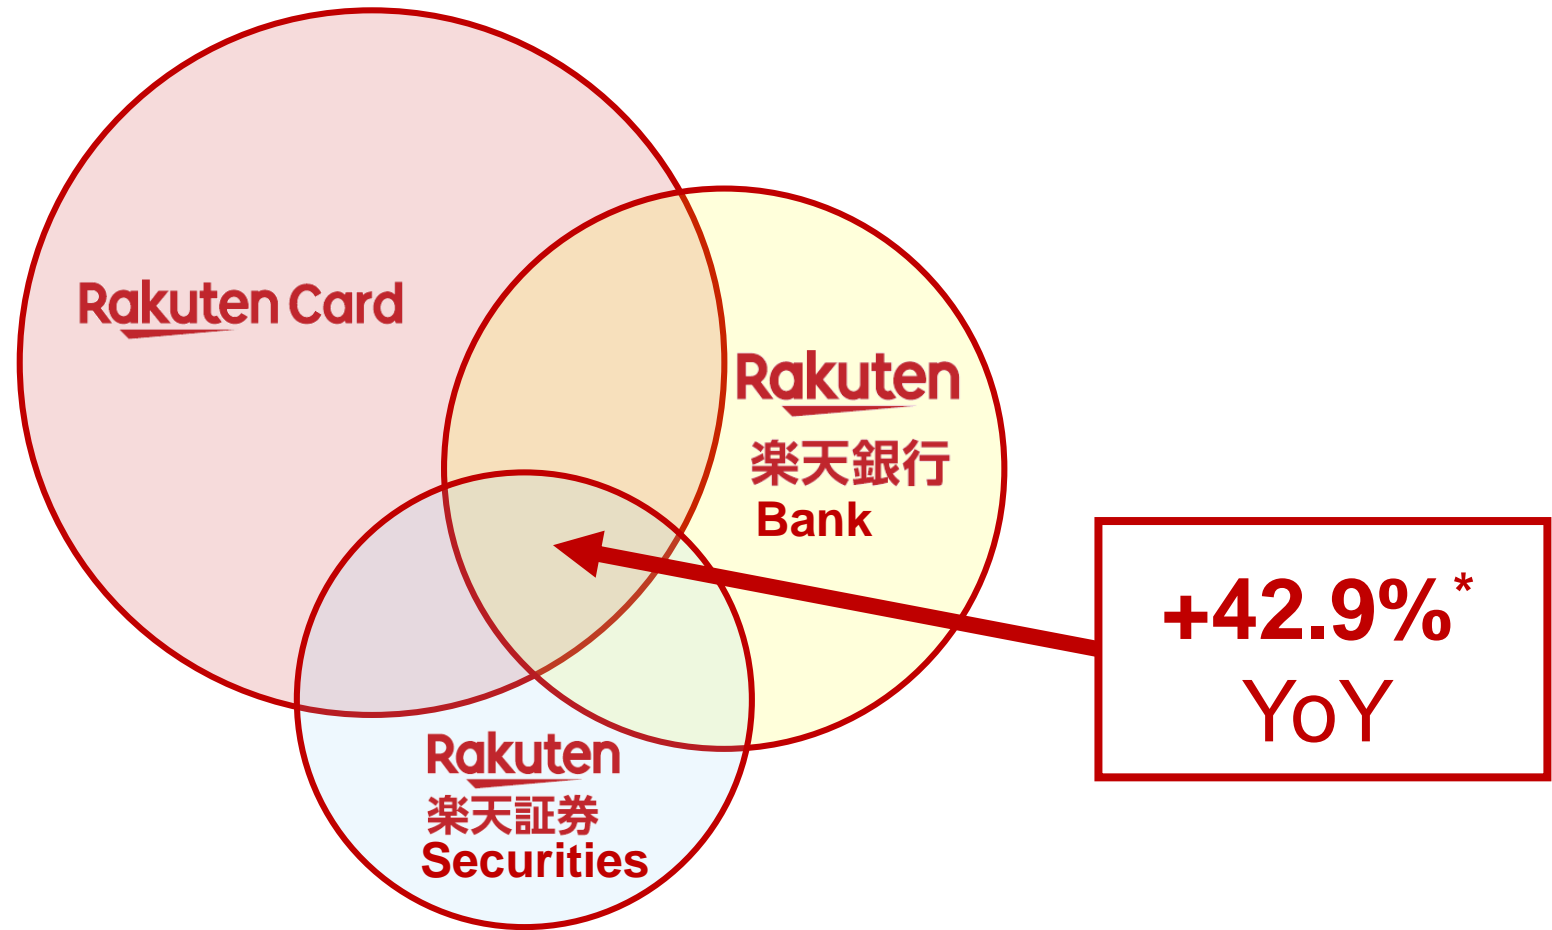 Rakuten Card
Rakuten
楽天銀行
Bank
+42.9%*
YoY
Rakuten
楽天証券
Securities